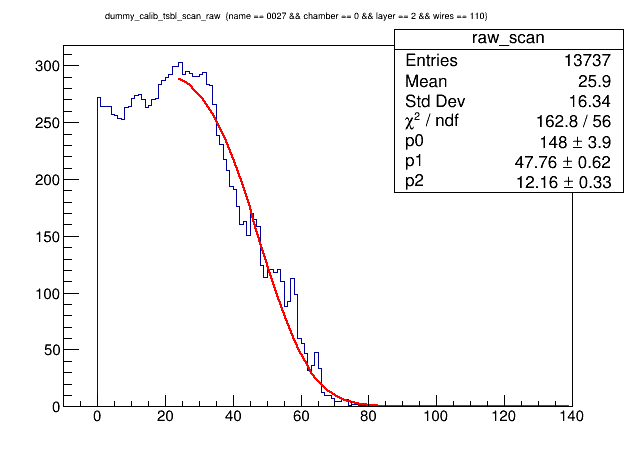 dummy_calib_tsbl_scan_raw (name == 0027 && chamber == 0 && layer == 2 && wires == 110)
raw_scan
Entries 13737
Mean 25.9
Std Dev 16.34
χ² / ndf 162.8 / 56
p0 148 ± 3.9
p1 47.76 ± 0.62
p2 12.16 ± 0.33
300
250
200
150
100
50
0
0 20 40 60 80 100 120 140